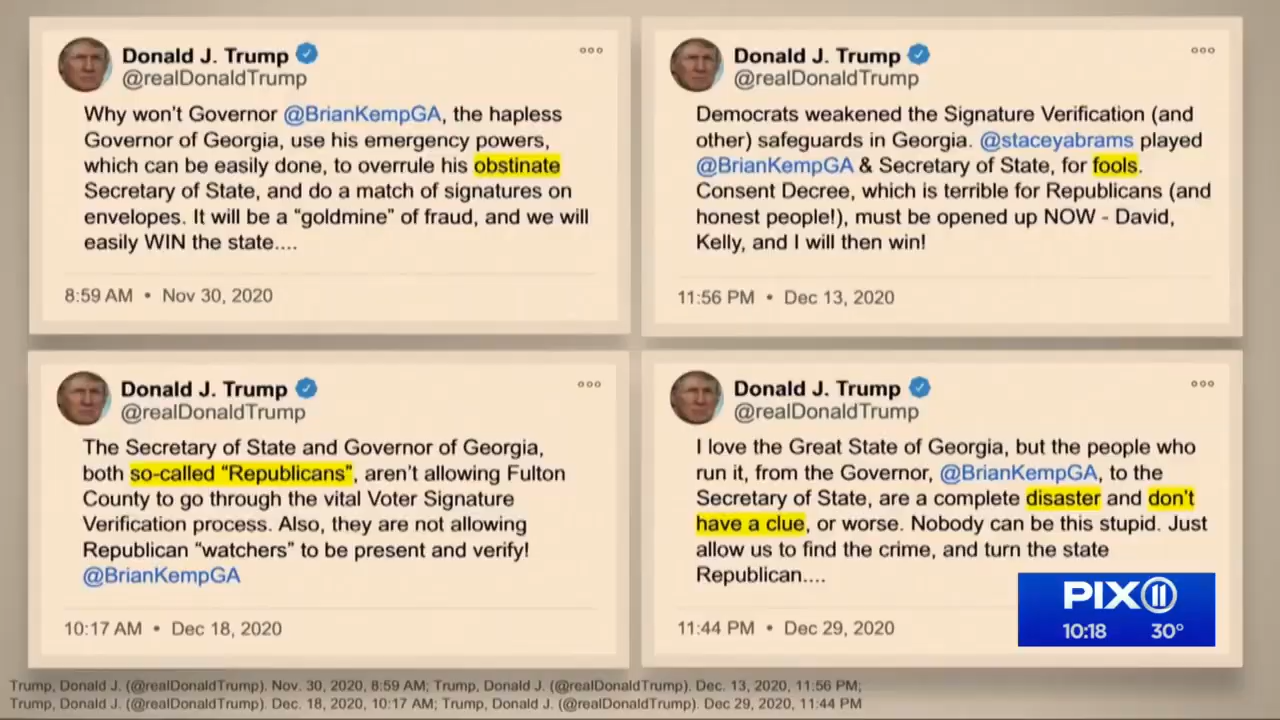 Donald J. Trump
@realDonaldTrump
Why won't Governor @BrianKempGA, the hapless
Governor of Georgia, use his emergency powers,
which can be easily done, to overrule his obstinate
Secretary of State, and do a match of signatures on
envelopes. It will be a “goldmine” of fraud, and we will
easily WIN the state....
8:59 AM • Nov 30, 2020
Donald J. Trump
@realDonaldTrump
Democrats weakened the Signature Verification (and
other) safeguards in Georgia. @staceyabrams played
@BrianKempGA & Secretary of State, for fools.
Consent Decree, which is terrible for Republicans (and
honest people!), must be opened up NOW - David,
Kelly, and I will then win!
11:56 PM • Dec 13, 2020
Donald J. Trump
@realDonaldTrump
The Secretary of State and Governor of Georgia,
both so-called “Republicans”, aren't allowing Fulton
County to go through the vital Voter Signature
Verification process. Also, they are not allowing
Republican “watchers” to be present and verify!
@BrianKempGA
10:17 AM • Dec 18, 2020
Donald J. Trump
@realDonaldTrump
I love the Great State of Georgia, but the people who
run it, from the Governor, @BrianKempGA, to the
Secretary of State, are a complete disaster and don't
have a clue, or worse. Nobody can be this stupid. Just
allow us to find the crime, and turn the state
Republican....
11:44 PM • Dec 29, 2020
PIX11
10:18 30°
Trump, Donald J. (@realDonaldTrump). Nov. 30, 2020, 8:59 AM; Trump, Donald J. (@realDonaldTrump). Dec. 13, 2020, 11:56 PM;
Trump, Donald J. (@realDonaldTrump). Dec. 18, 2020, 10:17 AM; Trump, Donald J. (@realDonaldTrump). Dec 29, 2020, 11:44 PM